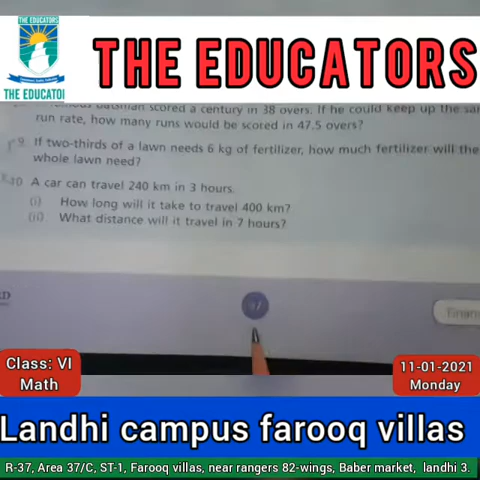 THE EDUCATORS
THE EDUCATORS
THE EDUCATOI
batsman scored a century in 38 overs. If he could keep up the sa
run rate, how many runs would be scored in 47.5 overs?
9. If two-thirds of a lawn needs 6 kg of fertilizer, how much fertilizer will the
whole lawn need?
10 A car can travel 240 km in 3 hours.
(i) How long will it take to travel 400 km?
(ii) What distance will it travel in 7 hours?
Class: VI
Math
11-01-2021
Monday
Landhi campus farooq villas
R-37, Area 37/C, ST-1, Farooq villas, near rangers 82-wings, Baber market, landhi 3.